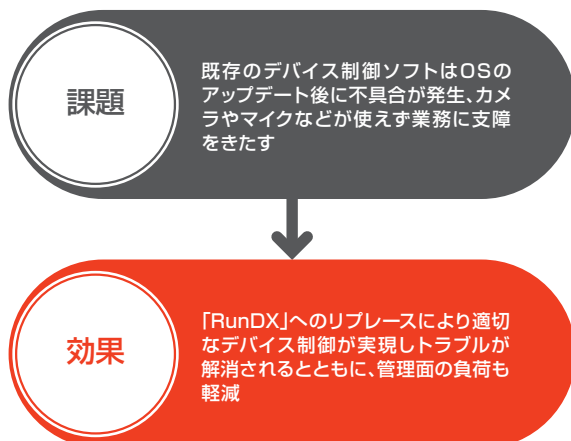 課題
既存のデバイス制御ソフトはOSの
アップデート後に不具合が発生、カメ
ラやマイクなどが使えず業務に支障
をきたす
効果
「RunDX」へのリプレースにより適切
なデバイス制御が実現しトラブルが
解消されるとともに、管理面の負荷も
軽減